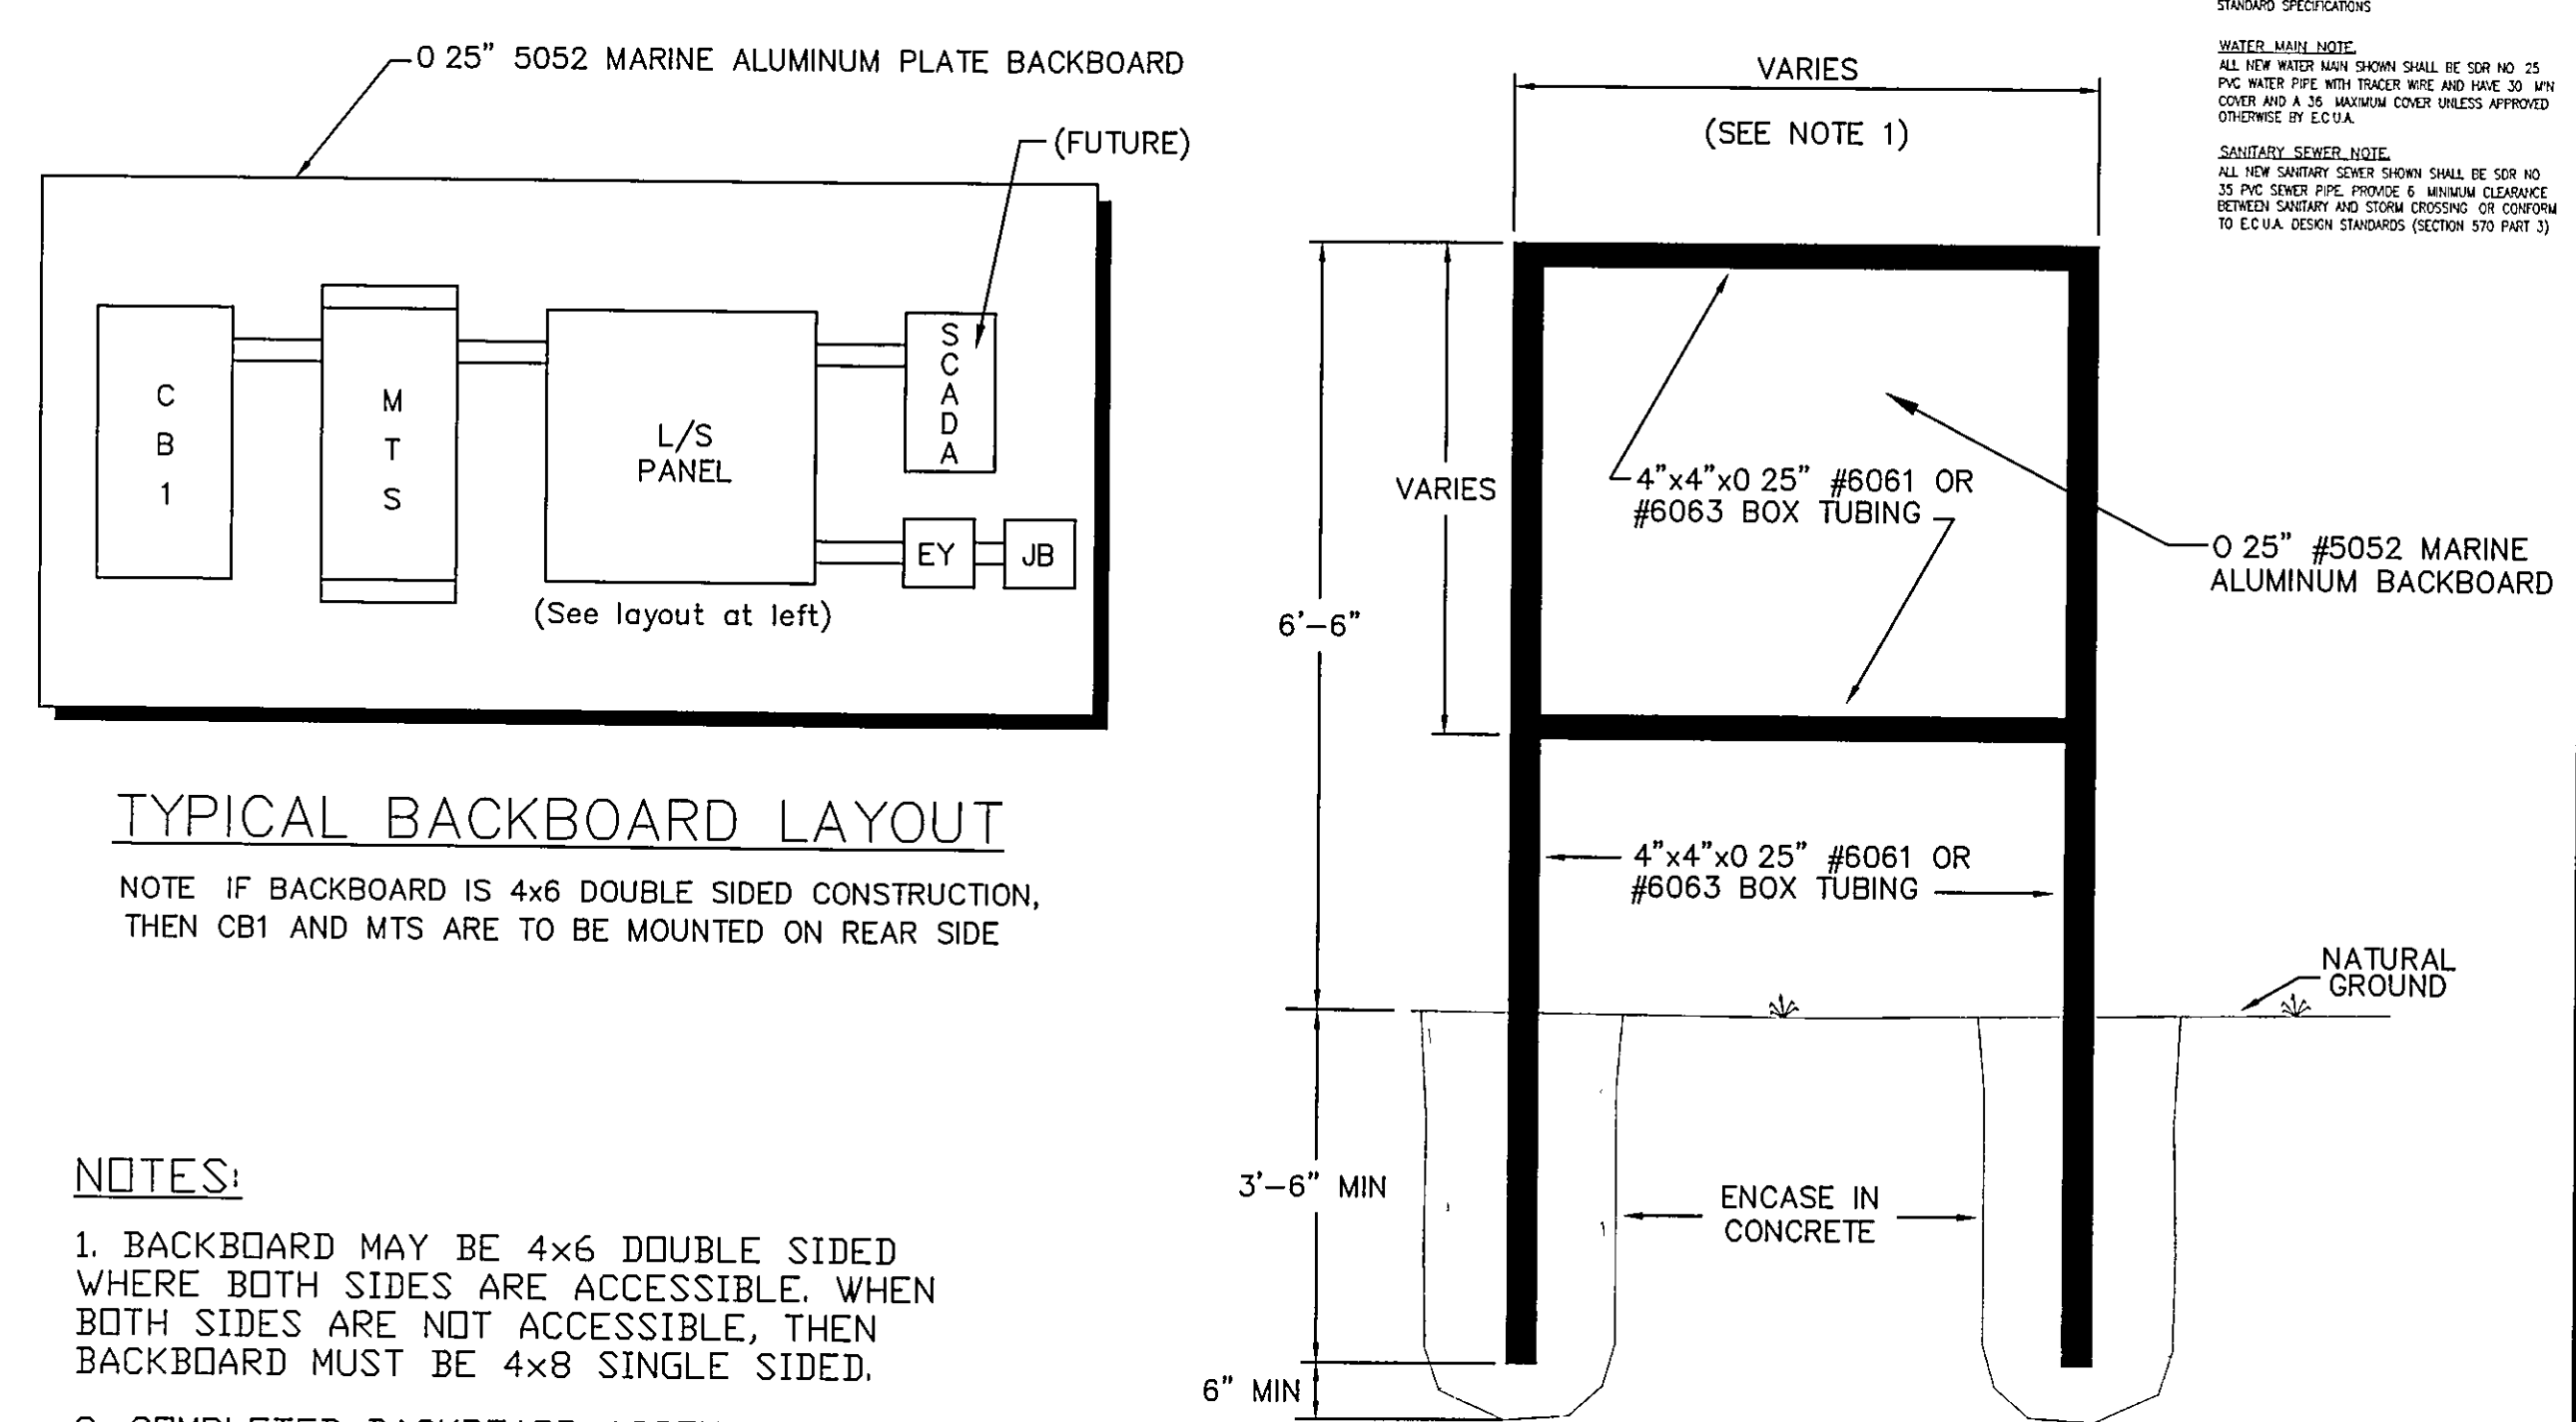 STANDARD SPECIFICATIONS
WATER MAIN NOTE
ALL NEW WATER MAIN SHOWN SHALL BE SDR NO 25
PVC WATER PIPE WITH TRACER WIRE AND HAVE 30 MIN
COVER AND A 36 MAXIMUM COVER UNLESS APPROVED
OTHERWISE BY E.C.U.A.
SANITARY SEWER NOTE
ALL NEW SANITARY SEWER SHOWN SHALL BE SDR NO
35 PVC SEWER PIPE. PROVIDE 6 MINIMUM CLEARANCE
BETWEEN SANITARY AND STORM CROSSING OR CONFORM
TO E.C.U.A. DESIGN STANDARDS (SECTION 570 PART 3)
0 25" 5052 MARINE ALUMINUM PLATE BACKBOARD
(FUTURE)
CB1
MTS
L/S
PANEL
SCADA
EY
JB
(See layout at left)
TYPICAL BACKBOARD LAYOUT
NOTE IF BACKBOARD IS 4x6 DOUBLE SIDED CONSTRUCTION,
THEN CB1 AND MTS ARE TO BE MOUNTED ON REAR SIDE
NOTES:
1. BACKBOARD MAY BE 4x6 DOUBLE SIDED
WHERE BOTH SIDES ARE ACCESSIBLE. WHEN
BOTH SIDES ARE NOT ACCESSIBLE, THEN
BACKBOARD MUST BE 4x8 SINGLE SIDED.
VARIES
(SEE NOTE 1)
VARIES
6'-6"
4"x4"x0 25" #6061 OR
#6063 BOX TUBING
0 25" #5052 MARINE
ALUMINUM BACKBOARD
4"x4"x0 25" #6061 OR
#6063 BOX TUBING
NATURAL
GROUND
3'-6" MIN
ENCASE IN
CONCRETE
6" MIN